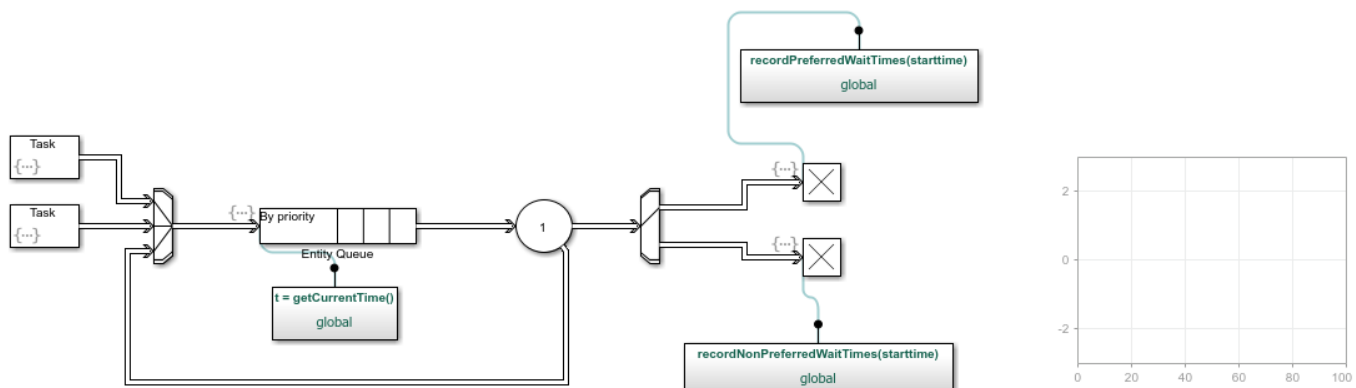 recordPreferredWaitTimes(starttime)
global
Task
{...}
Task
{...}
{...}
By priority
Entity Queue
1
{...}
{...}
t = getCurrentTime()
global
recordNonPreferredWaitTimes(starttime)
global
2
0
-2
0
20
40
60
80
100